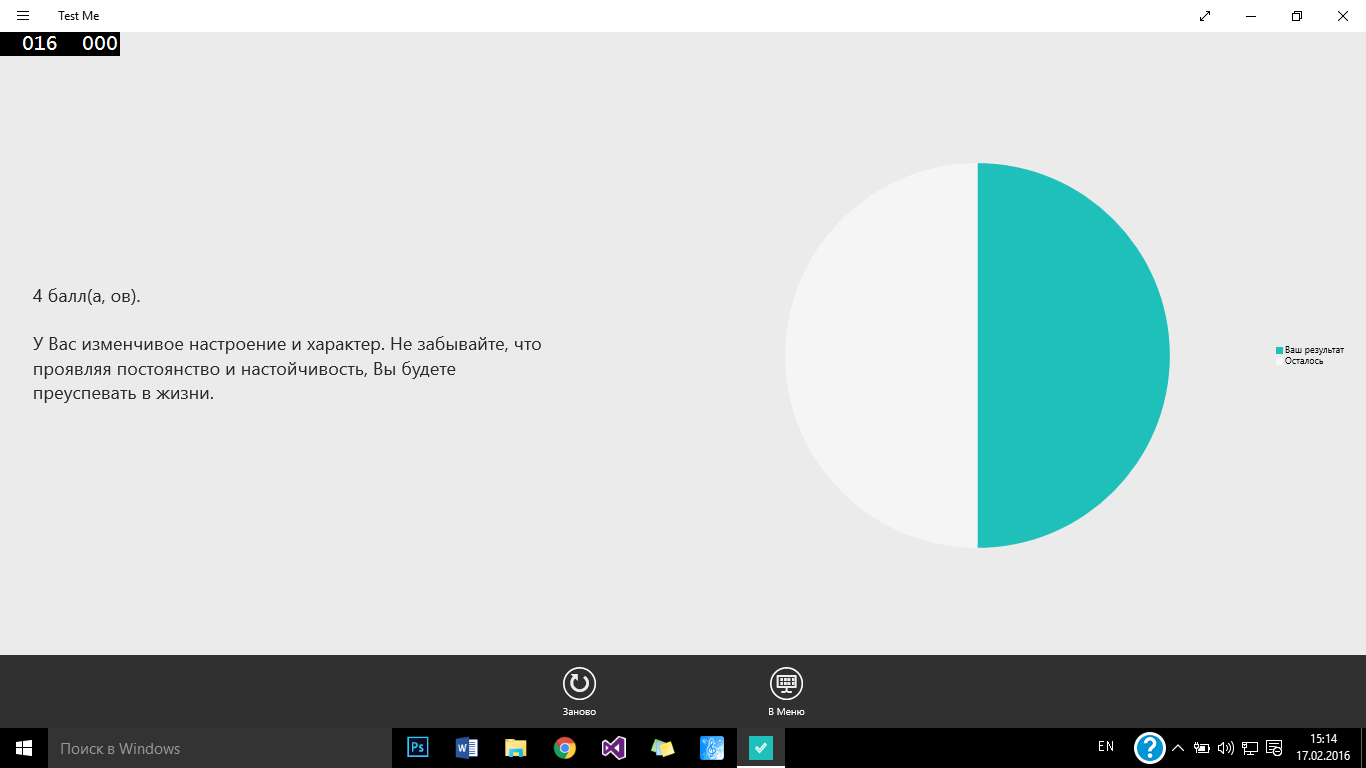 Test Me
016 000
4 балл(а, ов).
У Вас изменчивое настроение и характер. Не забывайте, что
проявляя постоянство и настойчивость, Вы будете
преуспевать в жизни.
Ваш результат
Осталось
Заново
В Меню
Поиск в Windows
Ps
W
EN
?
15:14
17.02.2016